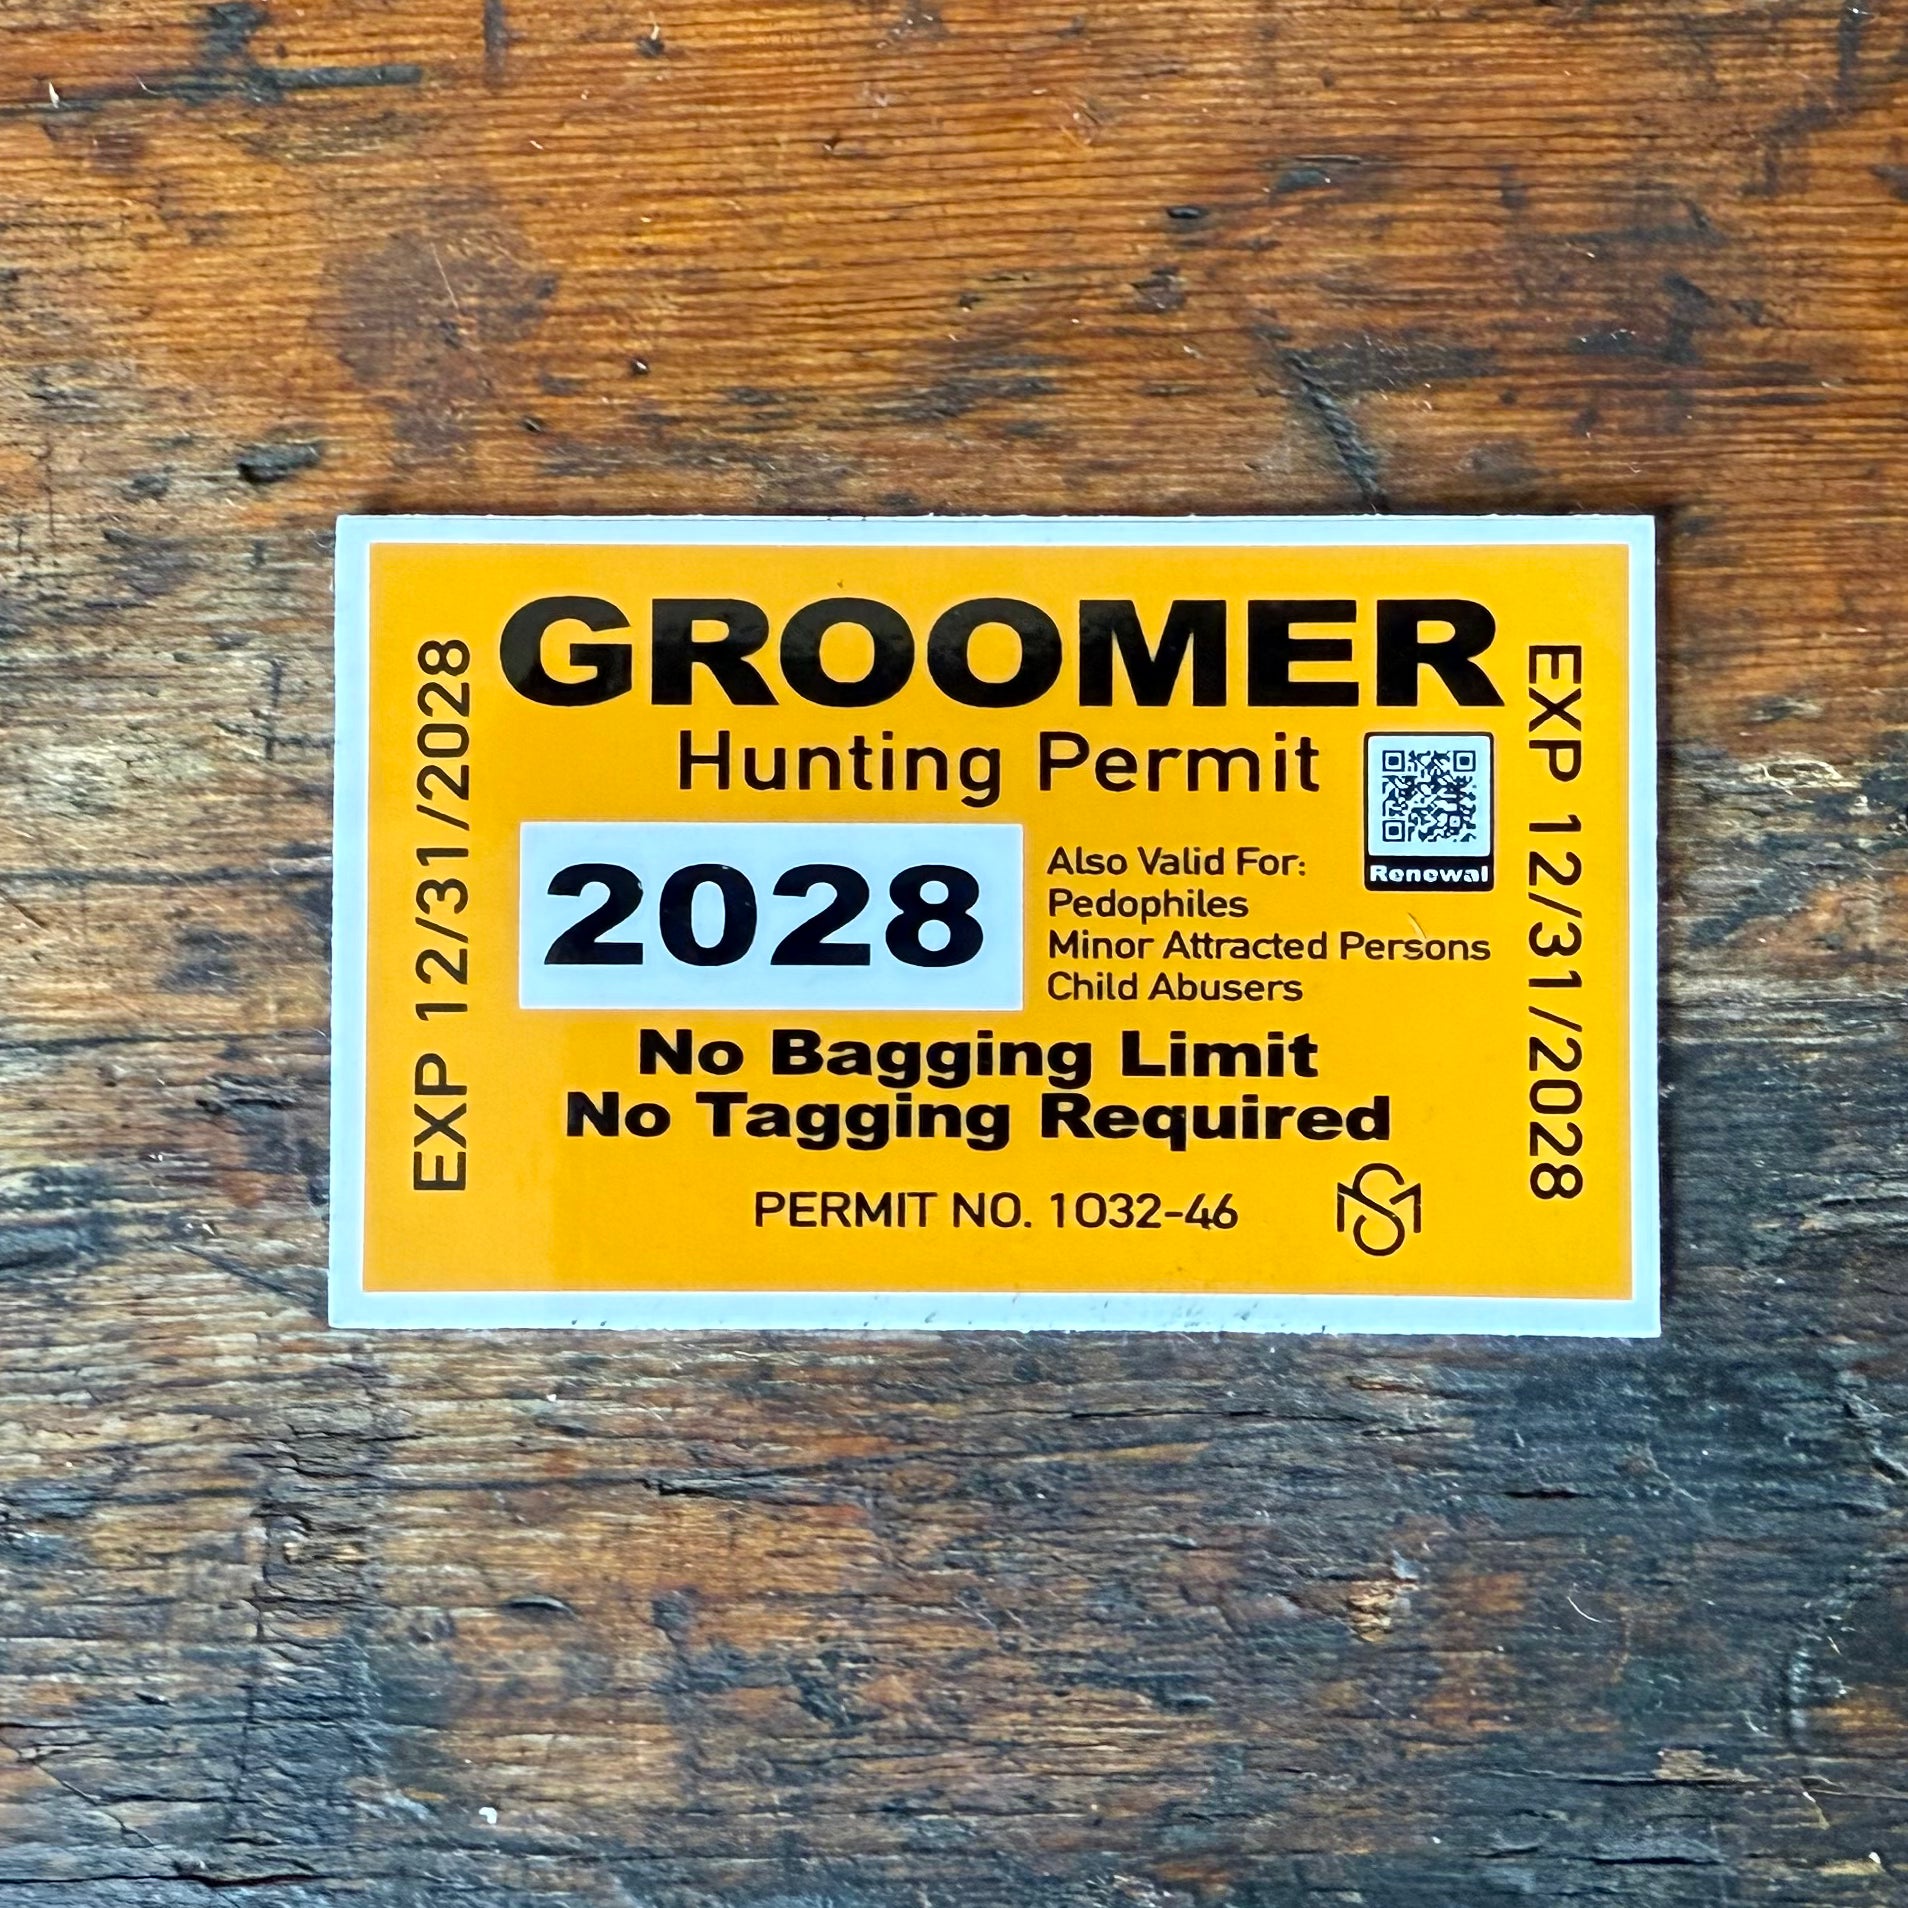 GROOMER
Hunting Permit
EXP 12/31/2028
2028
Also Valid For:
Pedophiles
Minor Attracted Persons
Child Abusers
Renewal
EXP 12/31/2028
No Bagging Limit
No Tagging Required
PERMIT NO. 1032-46